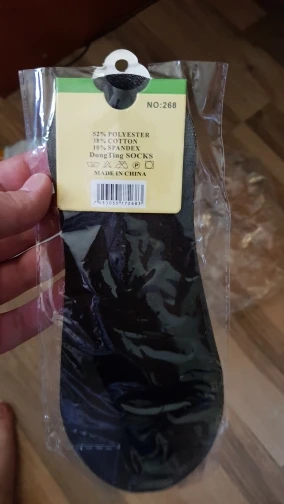 NO:268
52% POLYESTER
38% COTTON
10% SPANDEX
DongTing SOCKS
MADE IN CHINA